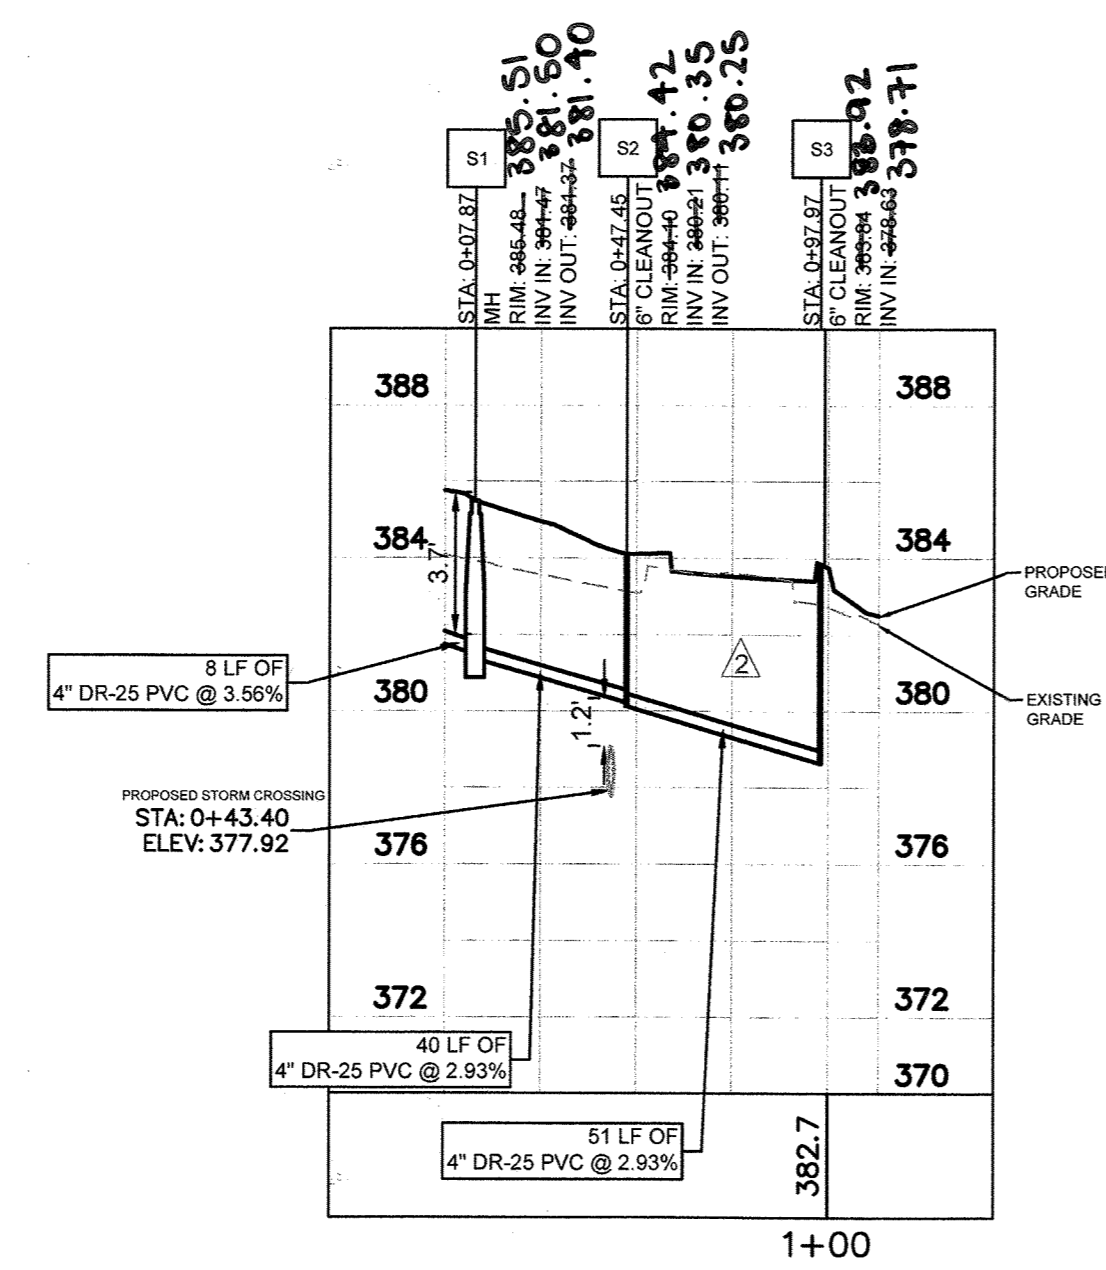 385.51
381.60
381.40
384.42
380.35
380.25
383.92
378.71
S1
STA: 0+07.87
MH
RIM: 385.48
INV IN: 381.47
INV OUT: 381.37
S2
STA: 0+47.45
6" CLEANOUT
RIM: 384.10
INV IN: 380.21
INV OUT: 380.11
S3
STA: 0+97.97
6" CLEANOUT
RIM: 383.84
INV IN: 378.63
388
388
384
384
3.7'
PROPOSED
GRADE
8 LF OF
4" DR-25 PVC @ 3.56%
2
380
380
EXISTING
GRADE
1.2'
PROPOSED STORM CROSSING
STA: 0+43.40
ELEV: 377.92
376
376
372
372
40 LF OF
4" DR-25 PVC @ 2.93%
370
51 LF OF
4" DR-25 PVC @ 2.93%
382.7
1+00